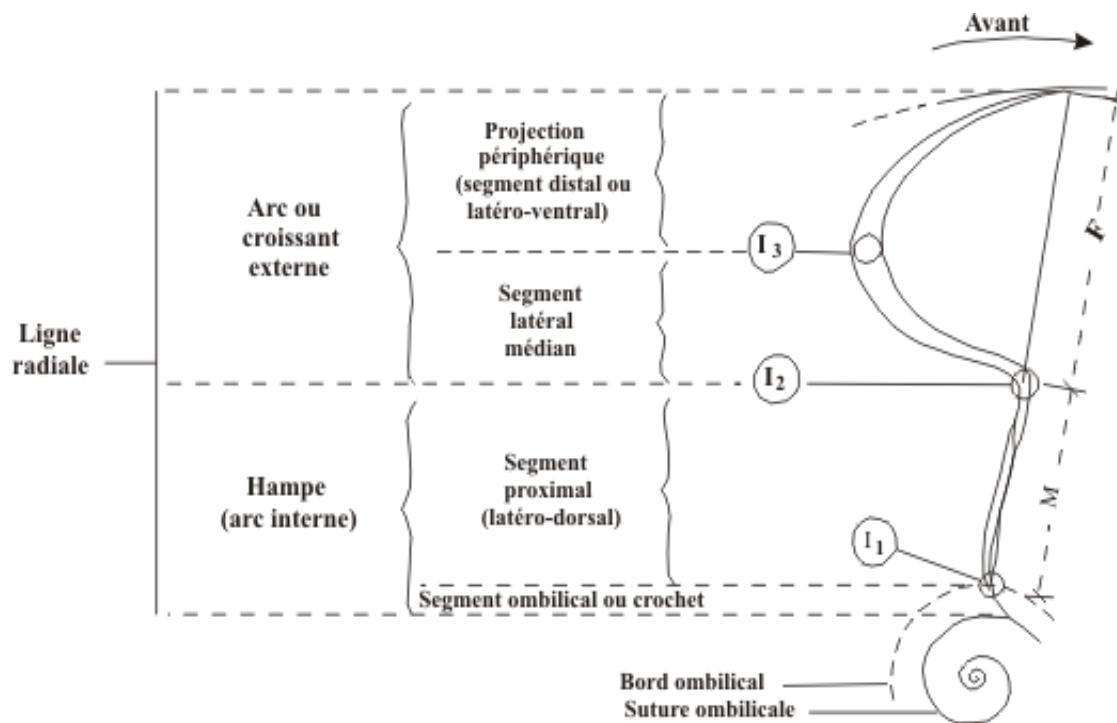 Avant
Projection
périphérique
(segment distal ou
latéro-ventral)
Arc ou
croissant
externe
I3
F
Segment
latéral
médian
Ligne
radiale
I2
Segment
proximal
(latéro-dorsal)
Hampe
(arc interne)
M
I1
Segment ombilical ou crochet
Bord ombilical
Suture ombilicale